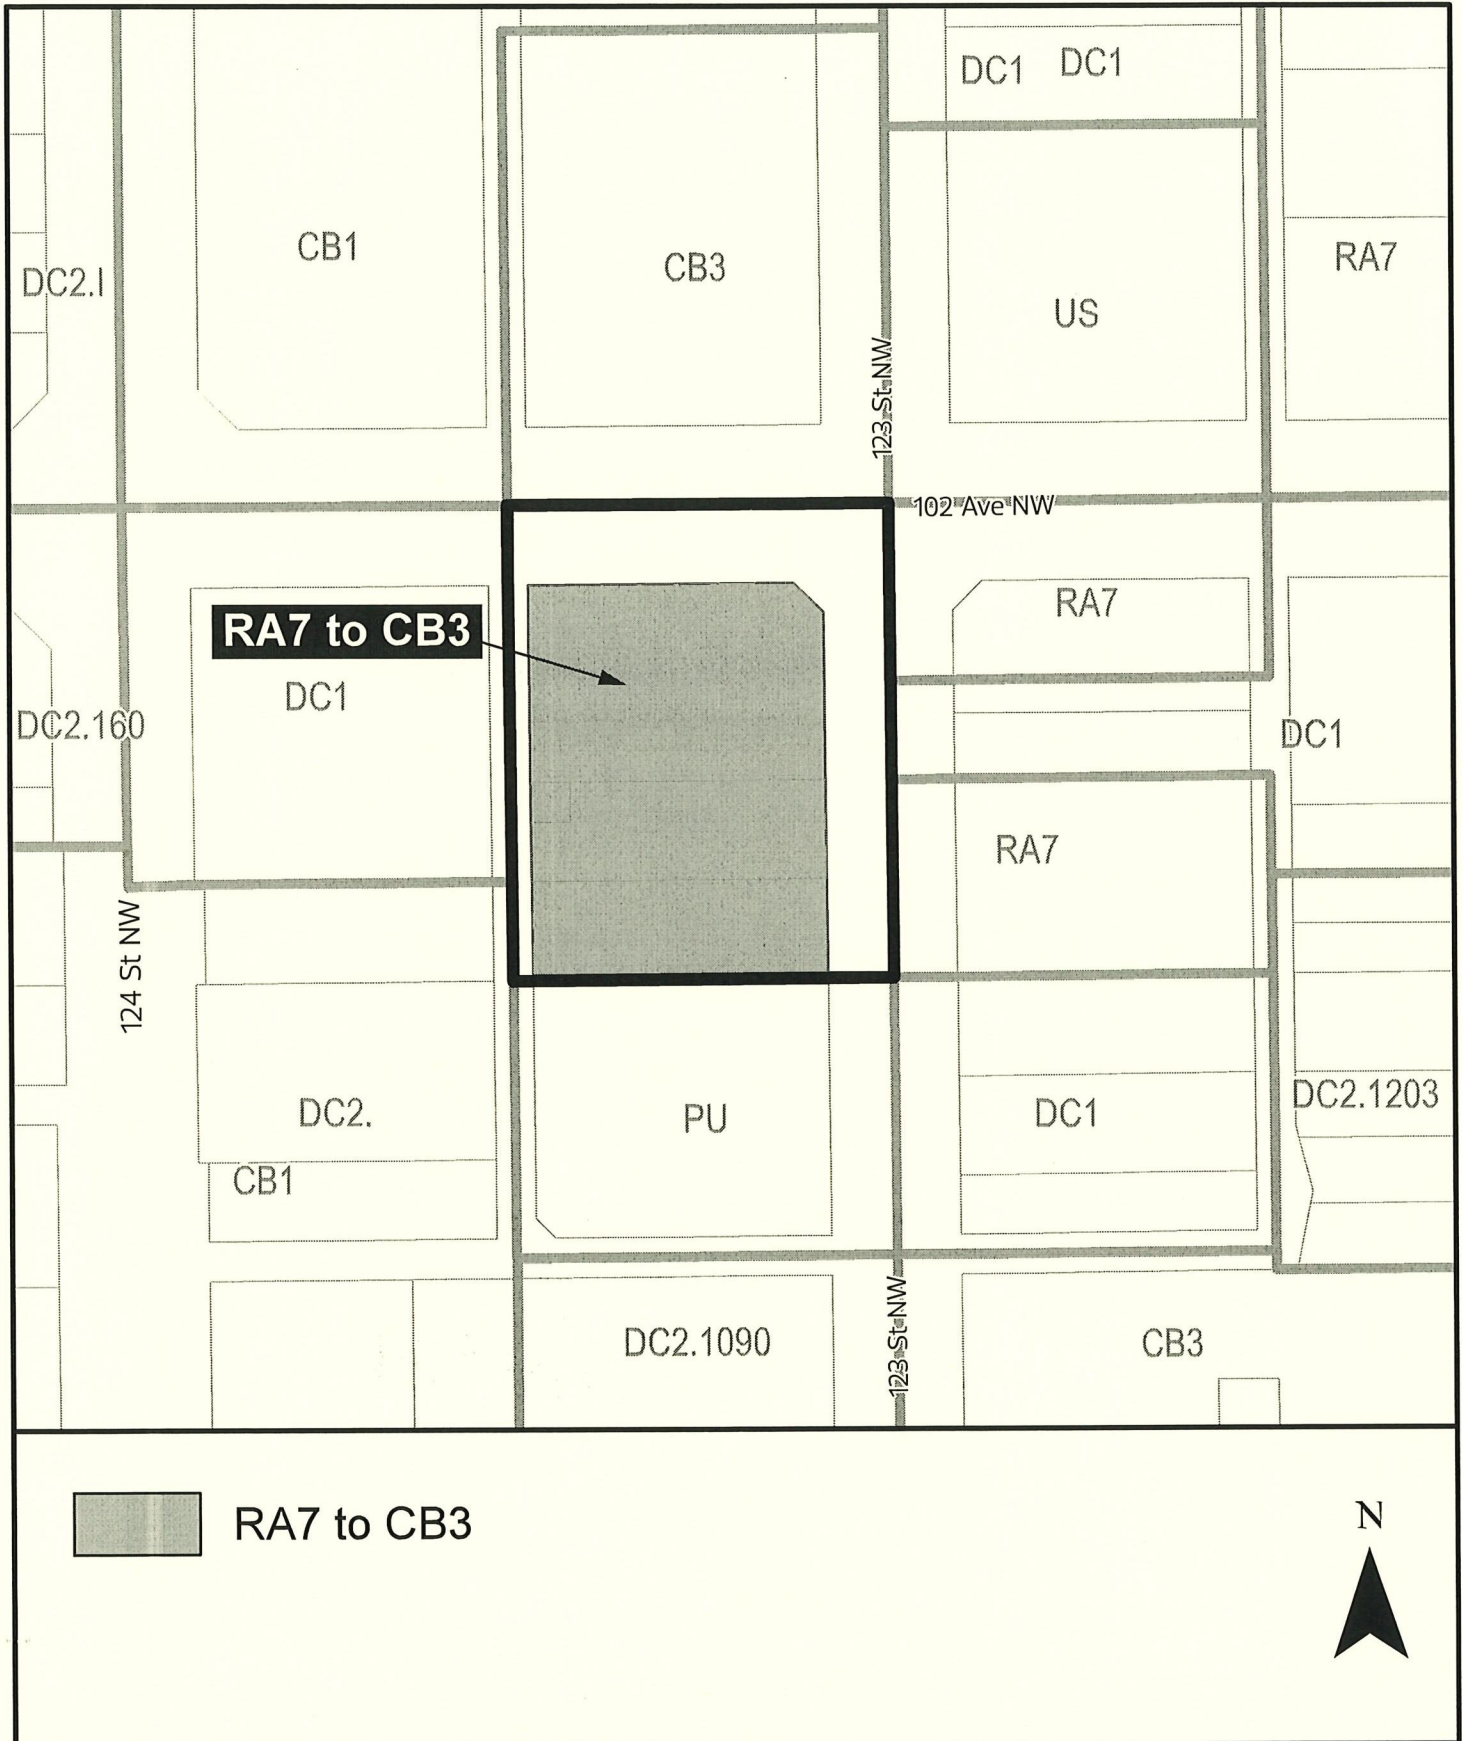 DC1 DC1
CB1
CB3
DC2.I
RA7
US
123 St NW
102 Ave NW
RA7 to CB3
RA7
DC1
DC2.160
DC1
RA7
124 St NW
DC2.
CB1
PU
DC1
DC2.1203
DC2.1090
123 St NW
CB3
RA7 to CB3
N